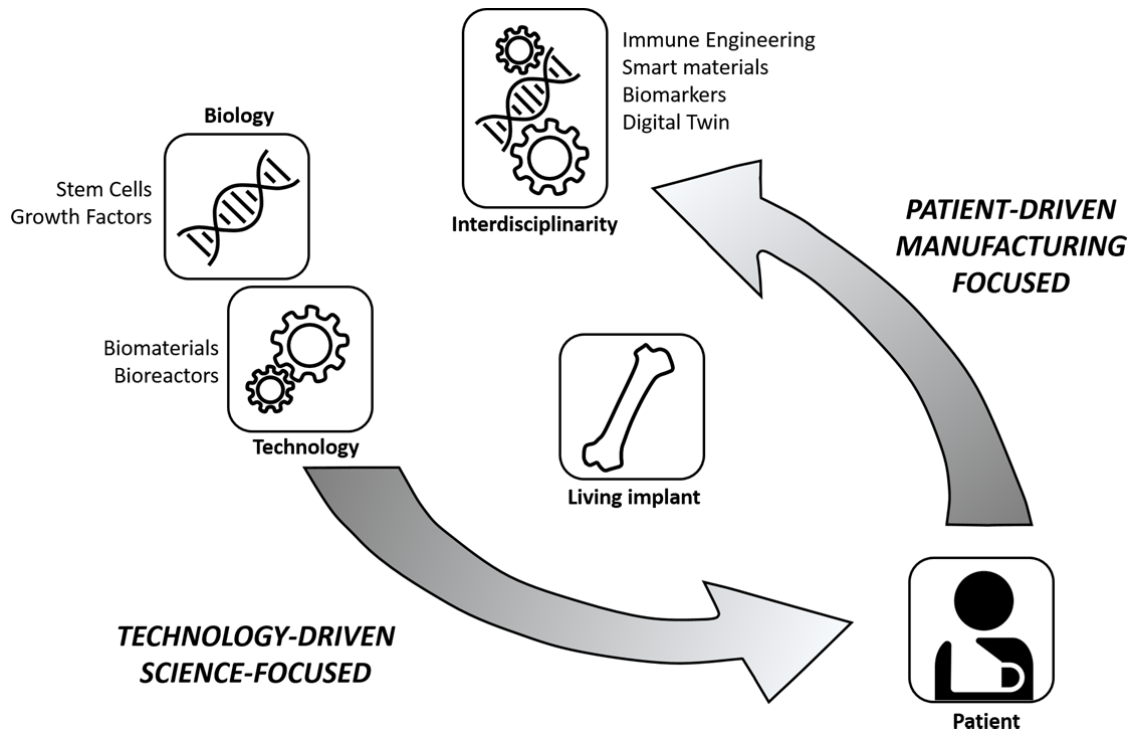 Immune Engineering
Smart materials
Biomarkers
Digital Twin
Interdisciplinarity
Biology
Stem Cells
Growth Factors
Biomaterials
Bioreactors
Technology
PATIENT-DRIVEN
MANUFACTURING
FOCUSED
Living implant
TECHNOLOGY-DRIVEN
SCIENCE-FOCUSED
Patient